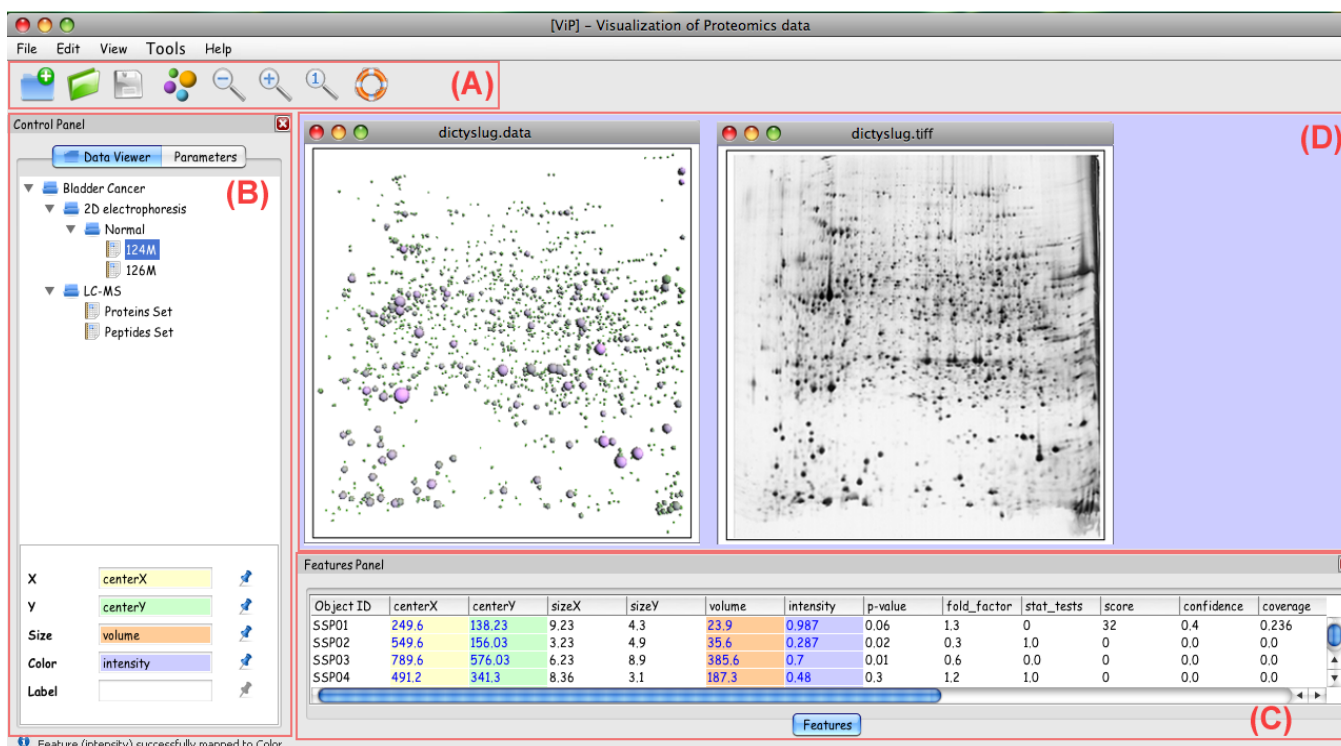 [ViP] - Visualization of Proteomics data
File Edit View Tools Help
1
(A)
Control Panel
Data Viewer Parameters
(B)
Bladder Cancer
2D electrophoresis
Normal
124M
126M
LC-MS
Proteins Set
Peptides Set
X centerX
Y centerY
Size volume
Color intensity
Label
dictyslug.data
dictyslug.tiff
(D)
Features Panel
Object ID centerX centerY sizeX sizeY volume intensity p-value fold_factor stat_tests score confidence coverage
SSP01 249.6 138.23 9.23 4.3 23.9 0.987 0.06 1.3 0 32 0.4 0.236
SSP02 549.6 156.03 3.23 4.9 35.6 0.287 0.02 0.3 1.0 0 0.0 0.0
SSP03 789.6 576.03 6.23 8.9 385.6 0.7 0.01 0.6 0.0 0 0.0 0.0
SSP04 491.2 341.3 8.36 3.1 187.3 0.48 0.3 1.2 1.0 0 0.0 0.0
Features
(C)
Feature (intensity) successfully mapped to Color